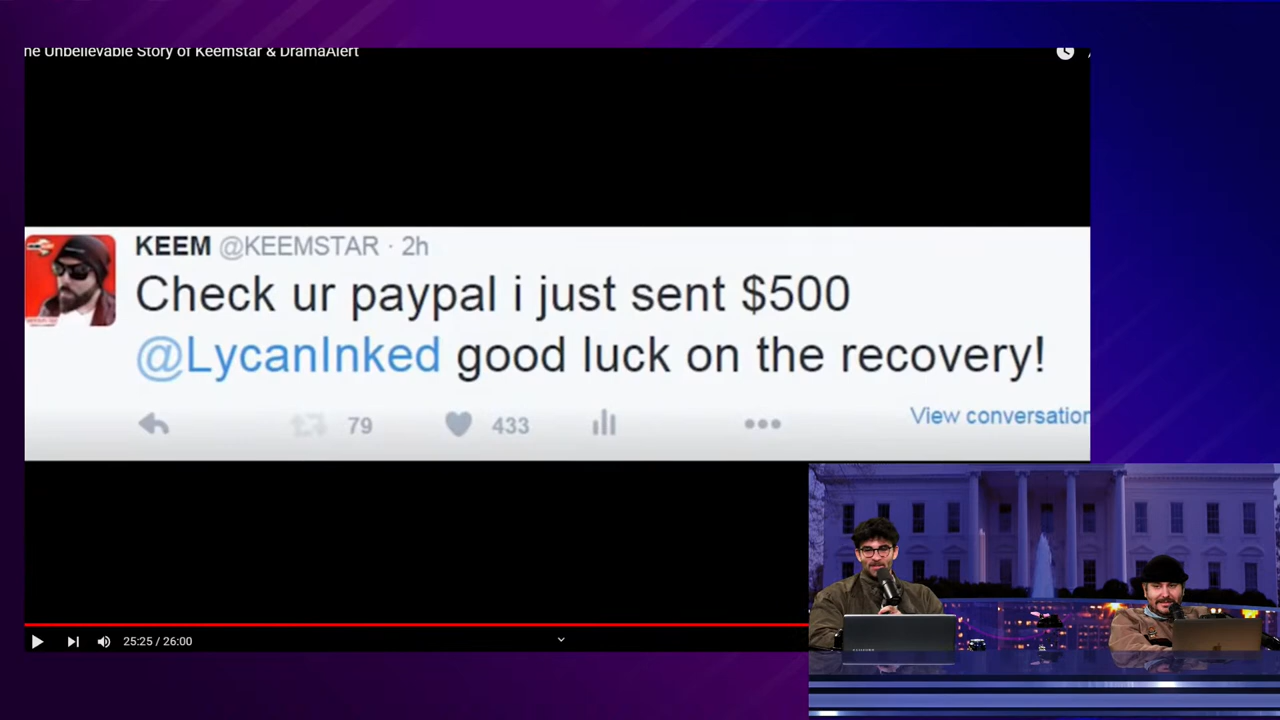 he Unbelievable Story of Keemstar & DramaAlert
KEEM @KEEMSTAR · 2h
Check ur paypal i just sent $500
@LycanInked good luck on the recovery!
79 433
View conversation
25:25 / 26:00